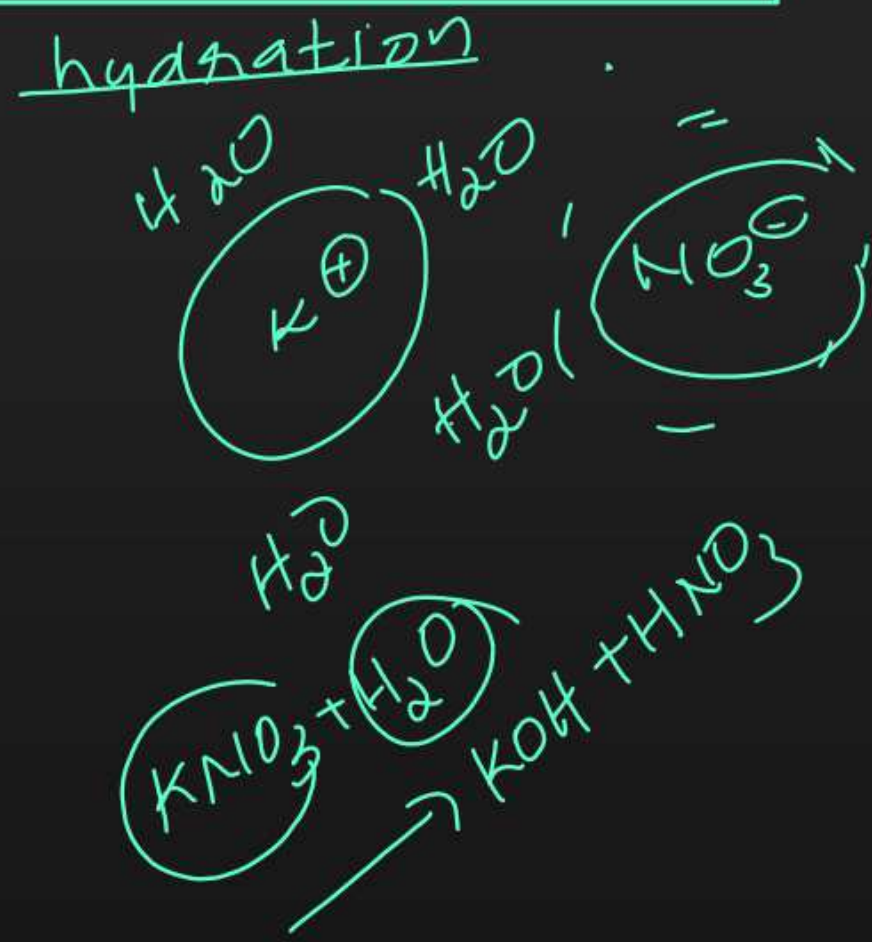 hydration
H2O H2O
K⊕ NO3⊖
H2O
H2O
KNO3 + H2O → KOH + HNO3